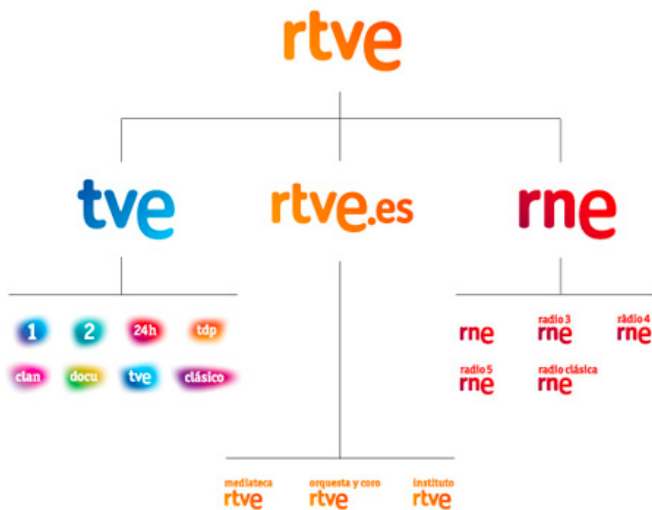 rtve
tve
rtve.es
rne
1 2 24h tdp
clan docu tve clásico
rne
radio 3
rne
ràdio 4
rne
radio 5
rne
radio clásica
rne
mediateca
rtve
orquesta y coro
rtve
instituto
rtve